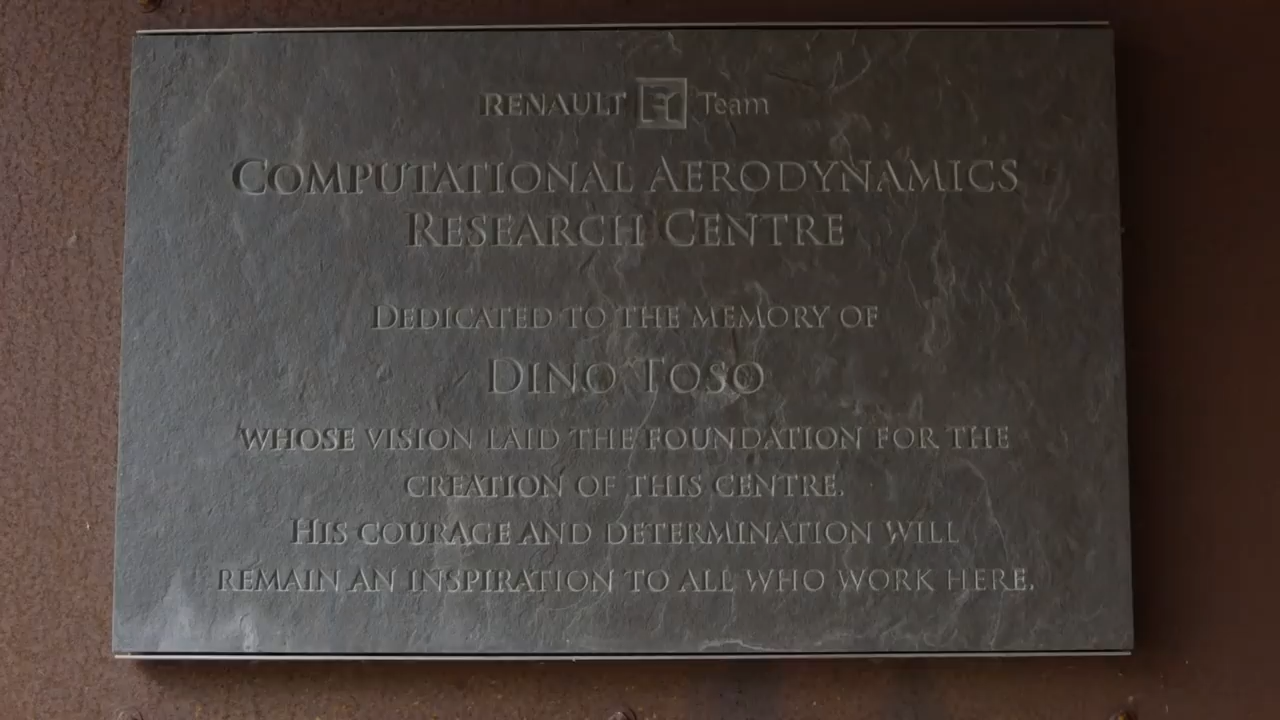 RENAULT F1 Team
COMPUTATIONAL AERODYNAMICS
RESEARCH CENTRE
DEDICATED TO THE MEMORY OF
DINO TOSO
WHOSE VISION LAID THE FOUNDATION FOR THE
CREATION OF THIS CENTRE.
HIS COURAGE AND DETERMINATION WILL
REMAIN AN INSPIRATION TO ALL WHO WORK HERE.